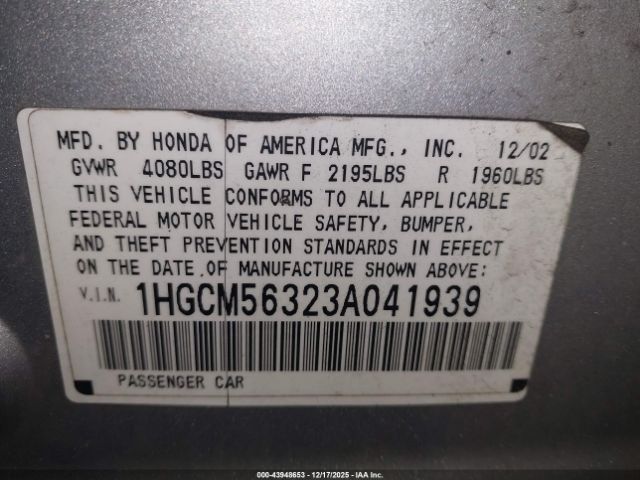 MFD. BY HONDA OF AMERICA MFG., INC. 12/02
GVWR 4080LBS GAWR F 2195LBS R 1960LBS
THIS VEHICLE CONFORMS TO ALL APPLICABLE
FEDERAL MOTOR VEHICLE SAFETY, BUMPER,
AND THEFT PREVENTION STANDARDS IN EFFECT
ON THE DATE OF MANUFACTURE SHOWN ABOVE:
V.I.N. 1HGCM56323A041939
PASSENGER CAR
000-43948653 - 12/17/2025 - IAA Inc.